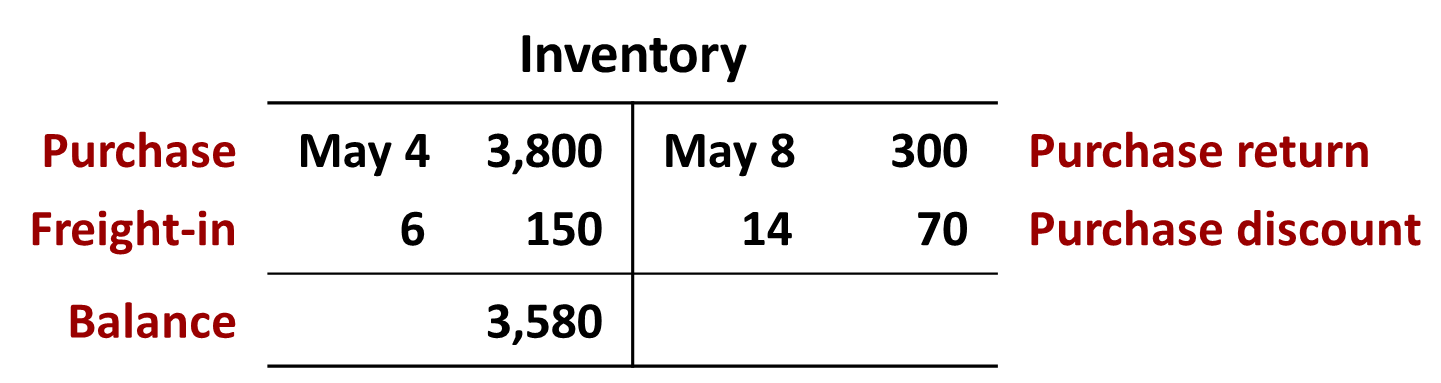 Inventory
Purchase May 4 3,800 May 8 300 Purchase return
Freight-in 6 150 14 70 Purchase discount
Balance 3,580